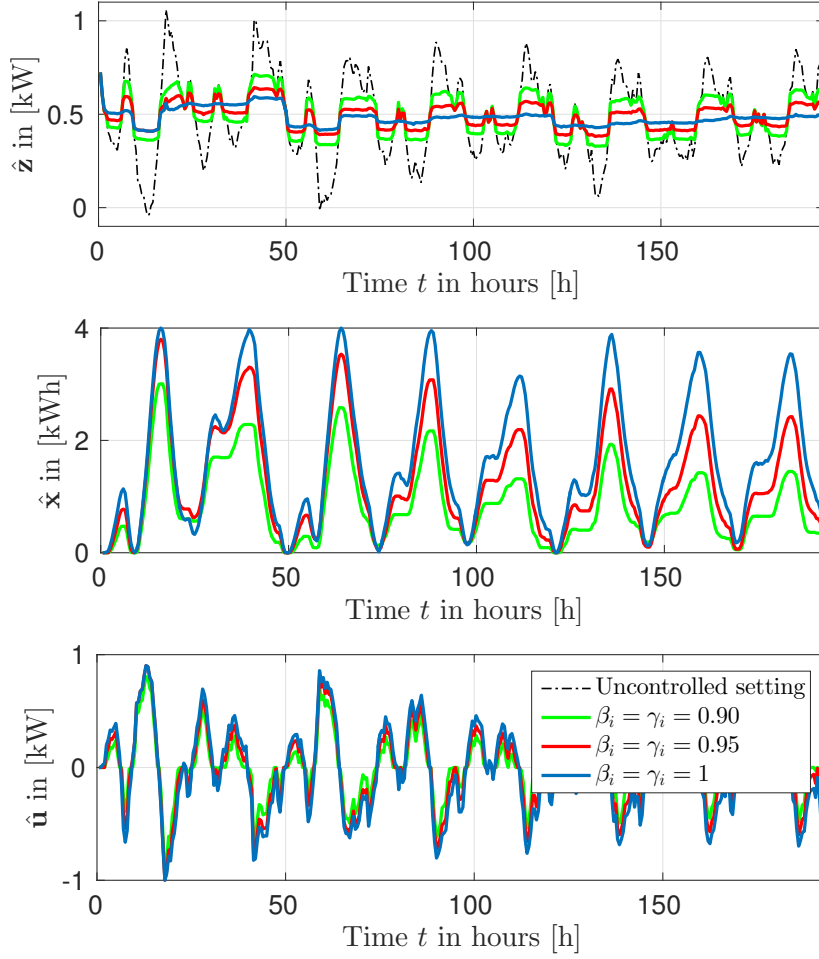 1
0.5
0
ẑ in [kW]
0 50 100 150
Time t in hours [h]
4
2
0
x̂ in [kWh]
0 50 100 150
Time t in hours [h]
1
0
-1
û in [kW]
Uncontrolled setting
βᵢ = γᵢ = 0.90
βᵢ = γᵢ = 0.95
βᵢ = γᵢ = 1
0 50 100 150
Time t in hours [h]